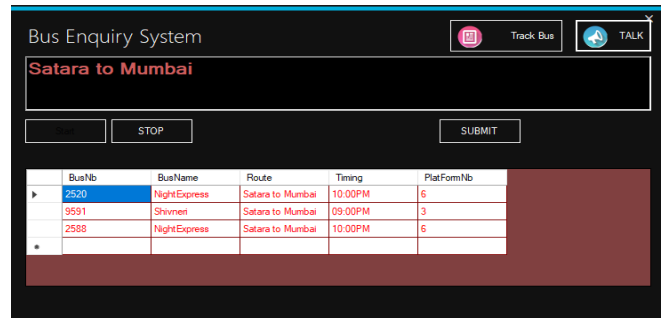 Bus Enquiry System
Track Bus
TALK
Satara to Mumbai
Start STOP SUBMIT
BusNb BusName Route Timing PlatFormNb
2520 NightExpress Satara to Mumbai 10:00PM 6
9591 Shivneri Satara to Mumbai 09:00PM 3
2588 NightExpress Satara to Mumbai 10:00PM 6